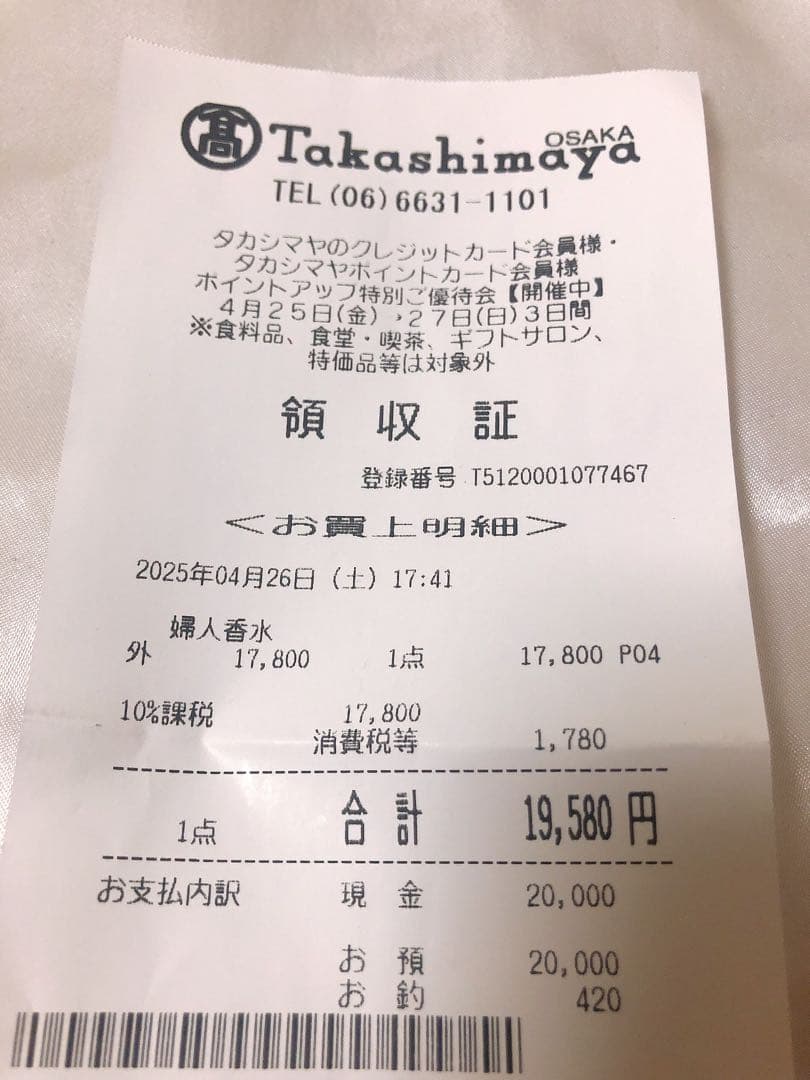 髙 Takashimaya OSAKA
TEL (06) 6631-1101
タカシマヤのクレジットカード会員様・
タカシマヤポイントカード会員様
ポイントアップ特別ご優待会【開催中】
4月25日(金)→27日(日)3日間
※食料品、食堂・喫茶、ギフトサロン、
特価品等は対象外
領 収 証
登録番号 T5120001077467
<お買上明細>
2025年04月26日 (土) 17:41
婦人香水
外 17,800 1点 17,800 P04
10%課税 17,800
消費税等 1,780
1点 合 計 19,580 円
お支払内訳 現 金 20,000
お 預 20,000
お 釣 420